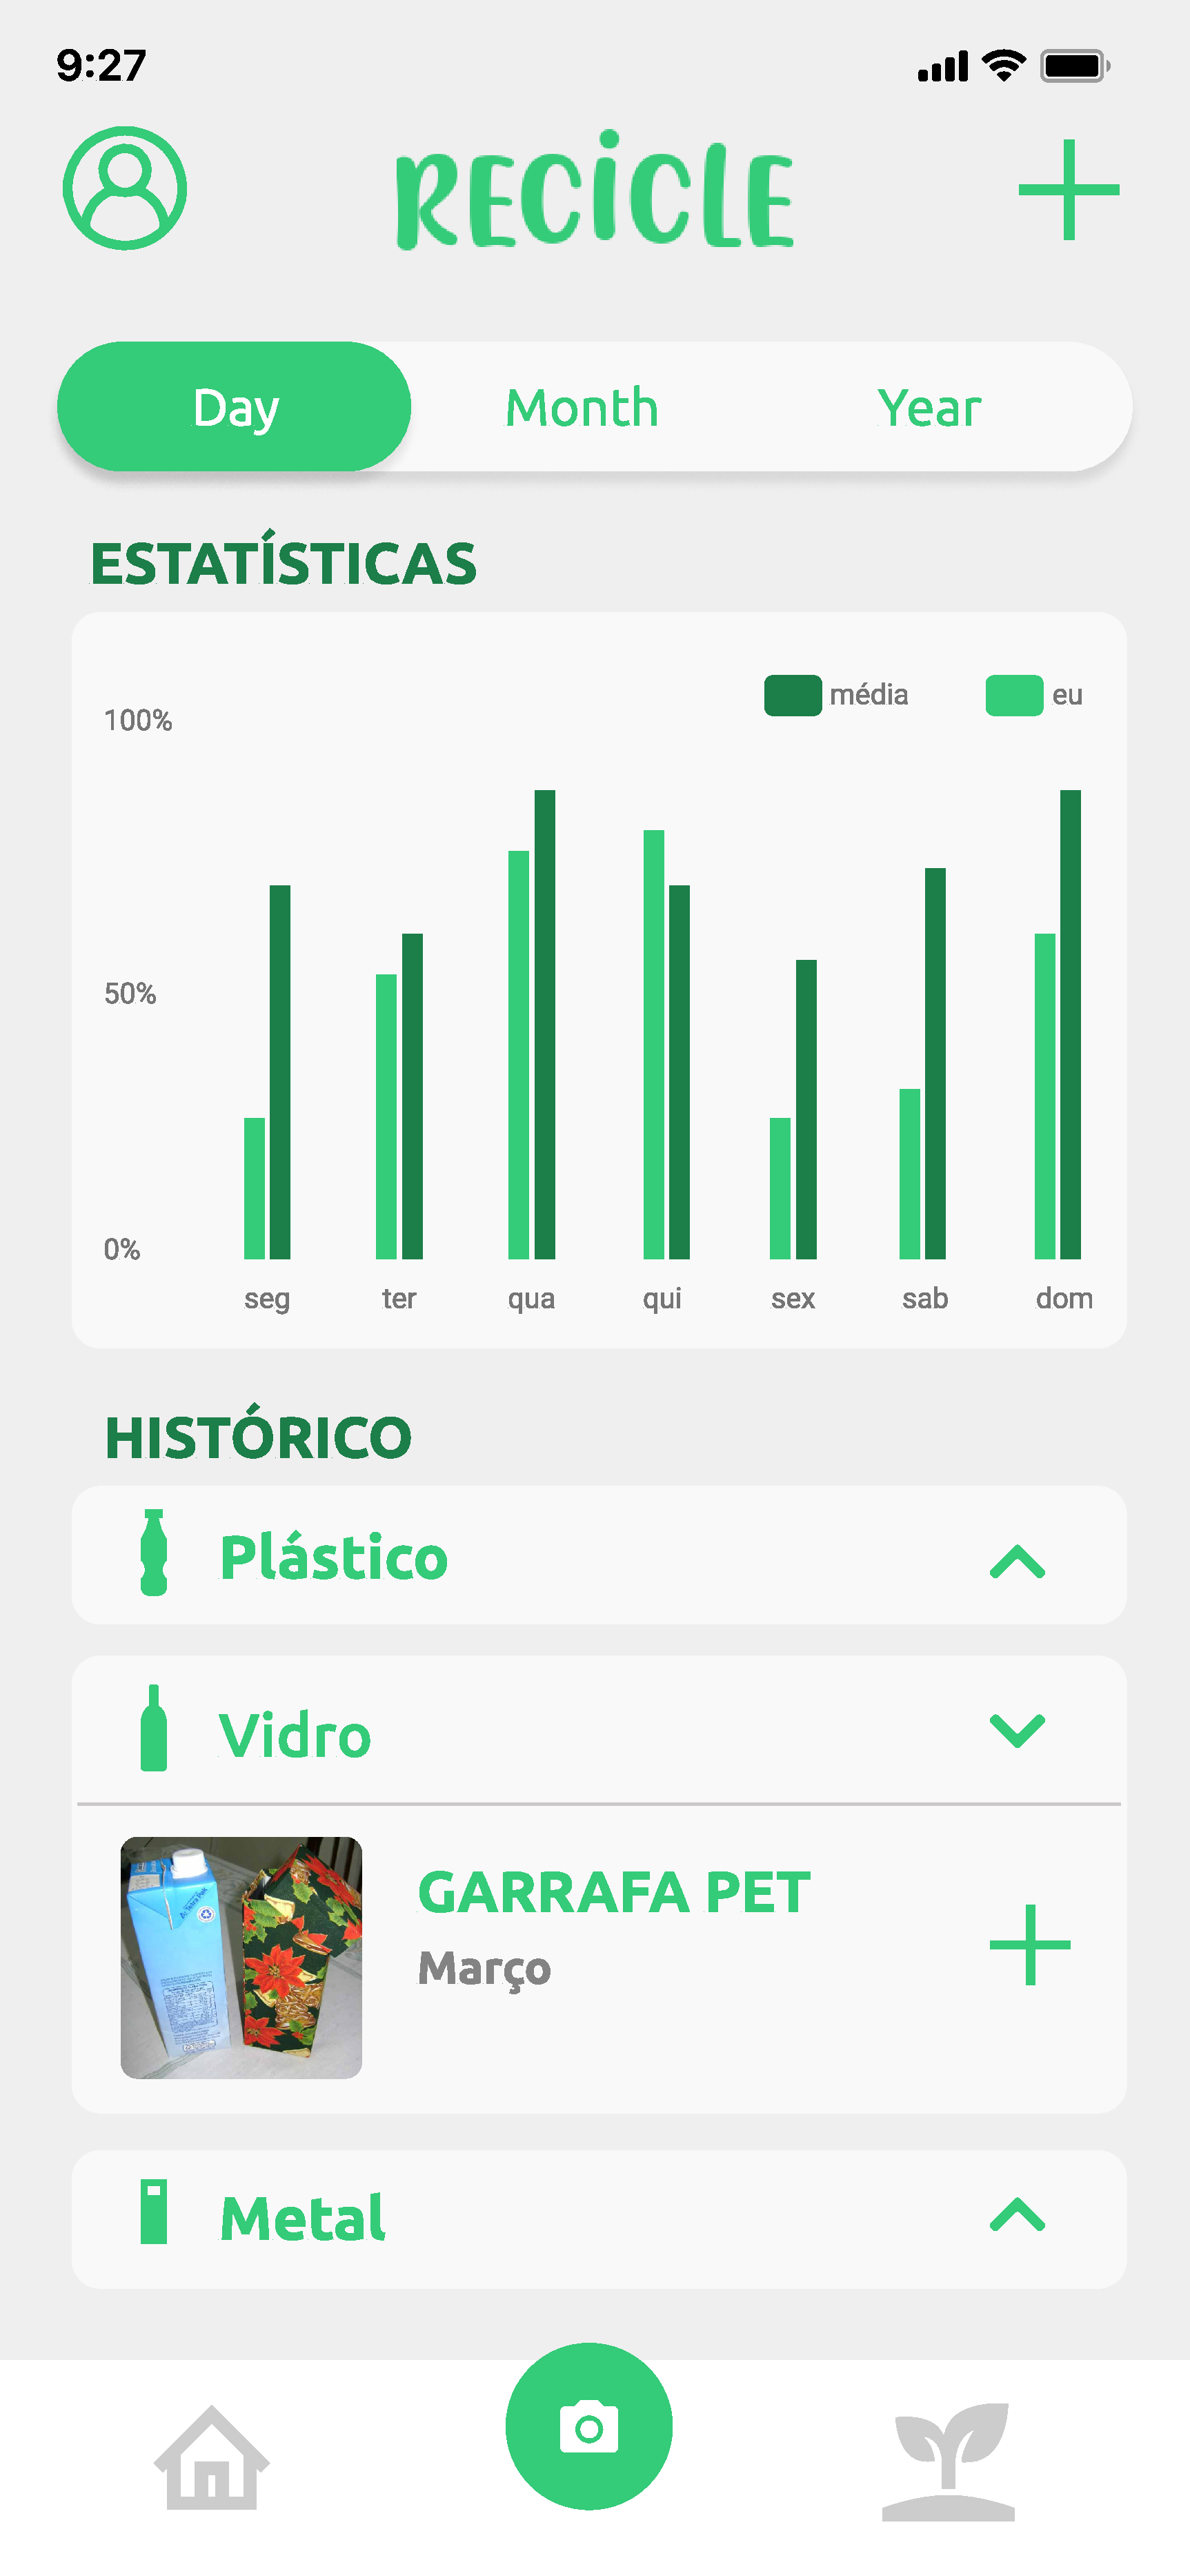 9:27
RECiCLE
Day Month Year
ESTATÍSTICAS
média eu
100%
50%
0%
seg ter qua qui sex sab dom
HISTÓRICO
Plástico
Vidro
GARRAFA PET
Março
Metal